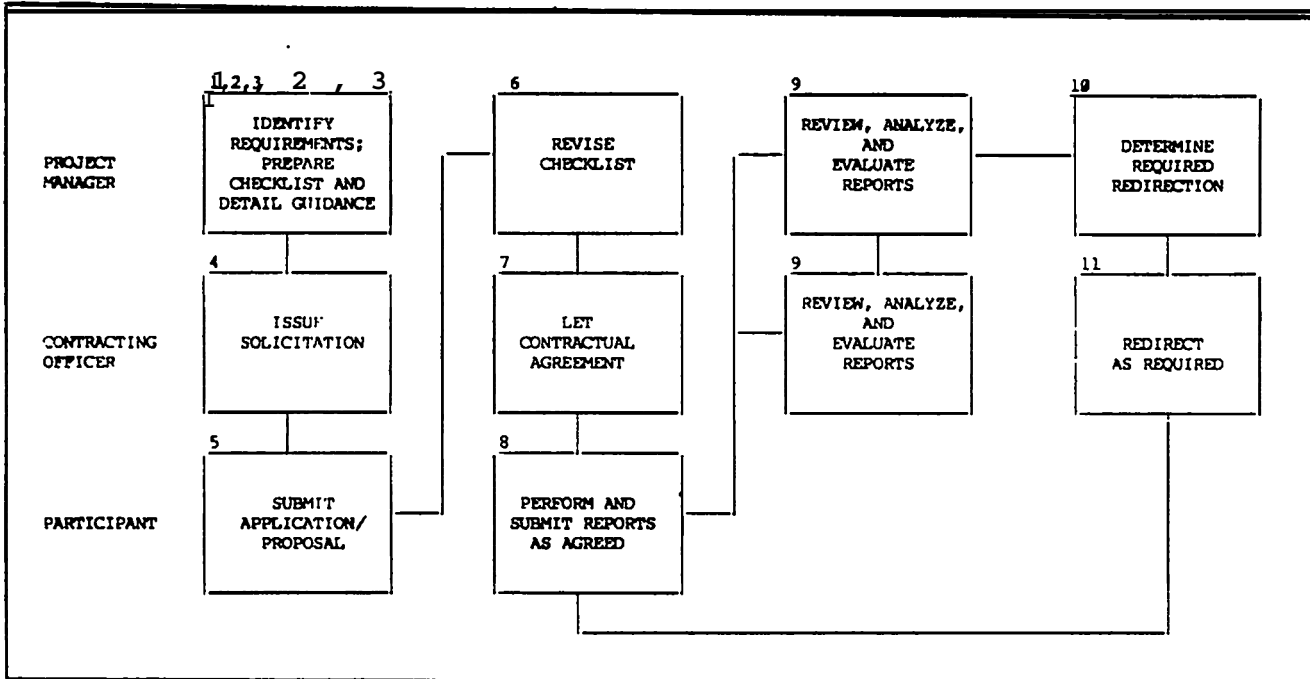 1,2,3, 2 , 3
IDENTIFY
REQUIREMENTS;
PREPARE
CHECKLIST AND
DETAIL GUIDANCE
6
REVISE
CHECKLIST
9
REVIEW, ANALYZE,
AND
EVALUATE
REPORTS
10
DETERMINE
REQUIRED
REDIRECTION
PROJECT
MANAGER
4
ISSUE
SOLICITATION
7
LET
CONTRACTUAL
AGREEMENT
9
REVIEW, ANALYZE,
AND
EVALUATE
REPORTS
11
REDIRECT
AS REQUIRED
CONTRACTING
OFFICER
5
SUBMIT
APPLICATION/
PROPOSAL
8
PERFORM AND
SUBMIT REPORTS
AS AGREED
PARTICIPANT